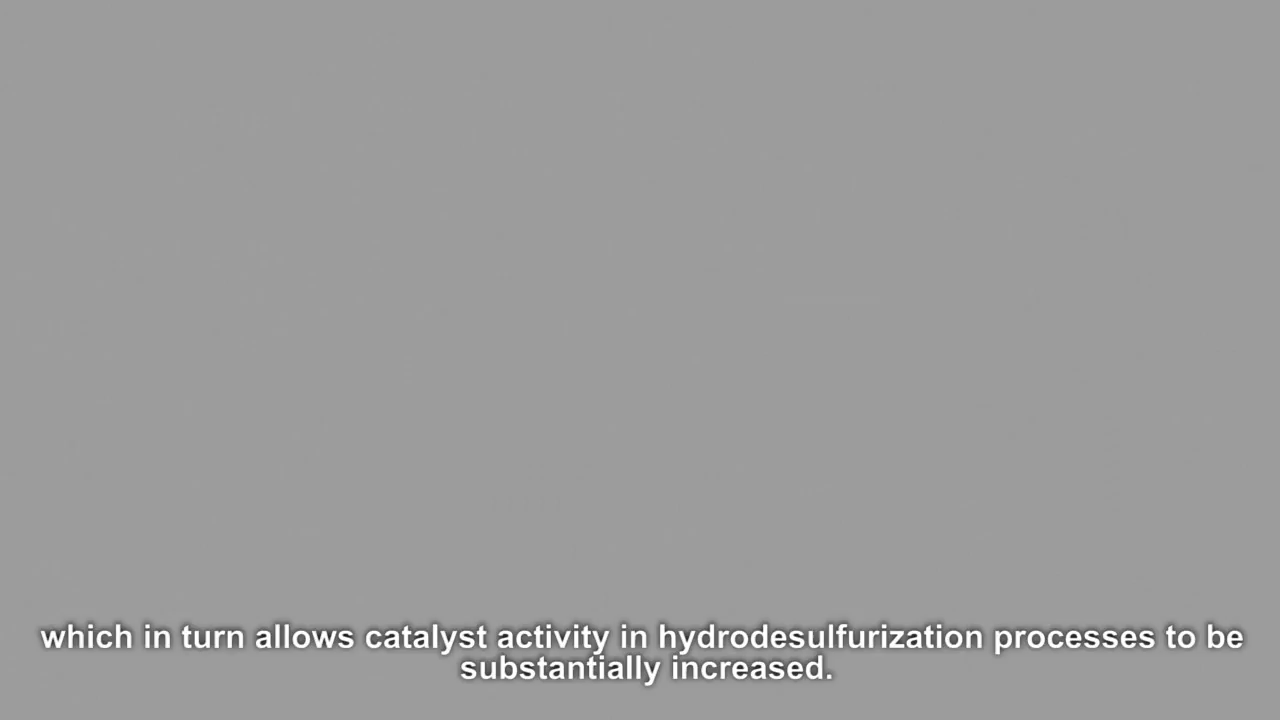 which in turn allows catalyst activity in hydrodesulfurization processes to be
substantially increased.